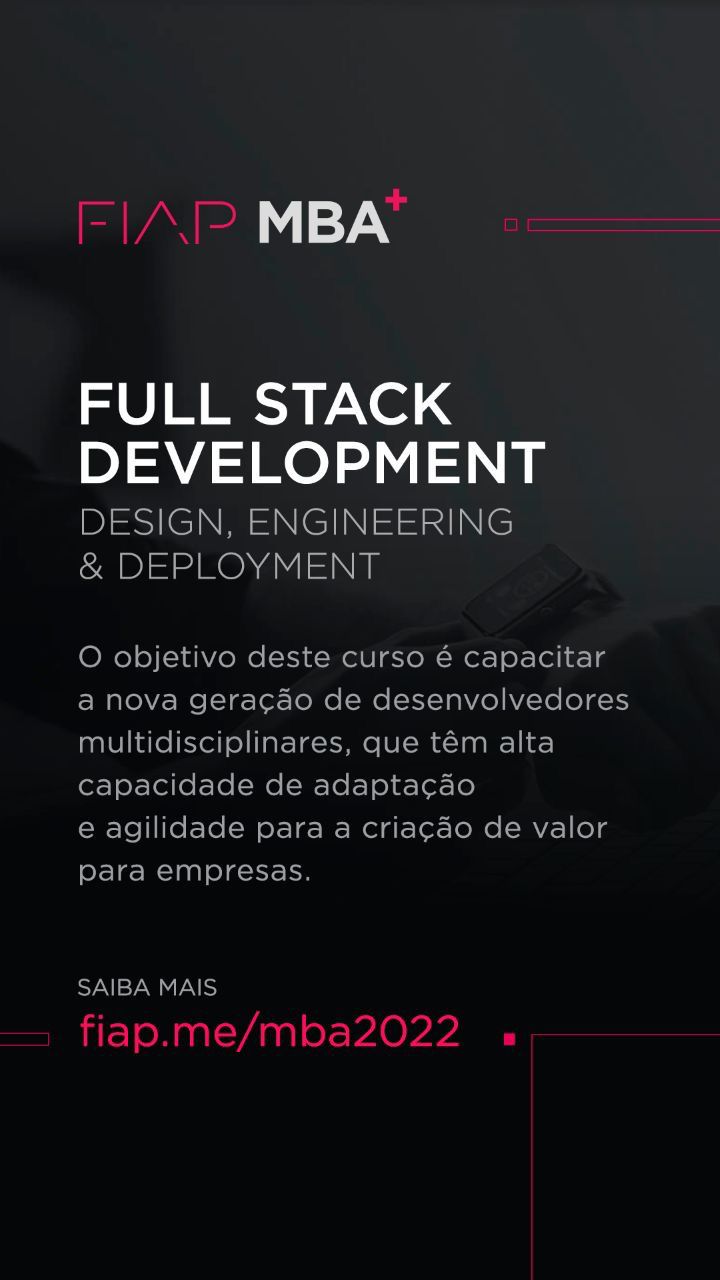 FIAP MBA+
FULL STACK
DEVELOPMENT
DESIGN, ENGINEERING
& DEPLOYMENT
O objetivo deste curso é capacitar
a nova geração de desenvolvedores
multidisciplinares, que têm alta
capacidade de adaptação
e agilidade para a criação de valor
para empresas.
SAIBA MAIS
fiap.me/mba2022